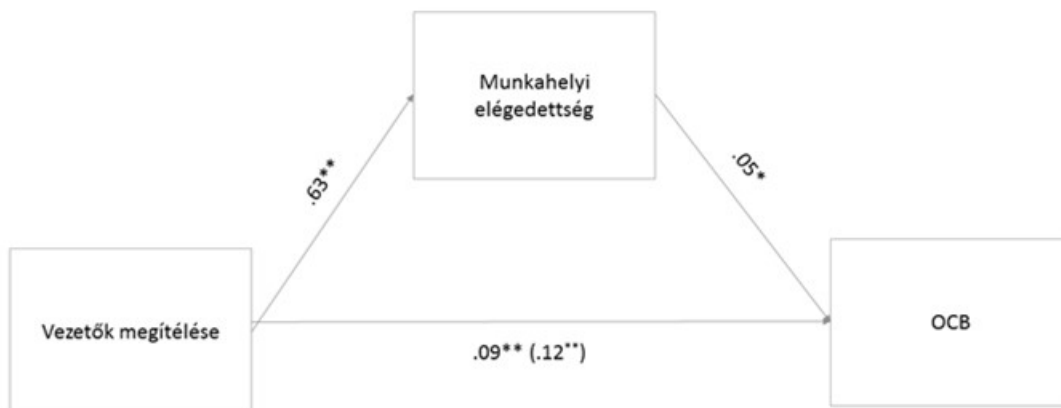 Munkahelyi
elégedettség
.63**
.05*
Vezetők megítélése
OCB
.09** (.12**)